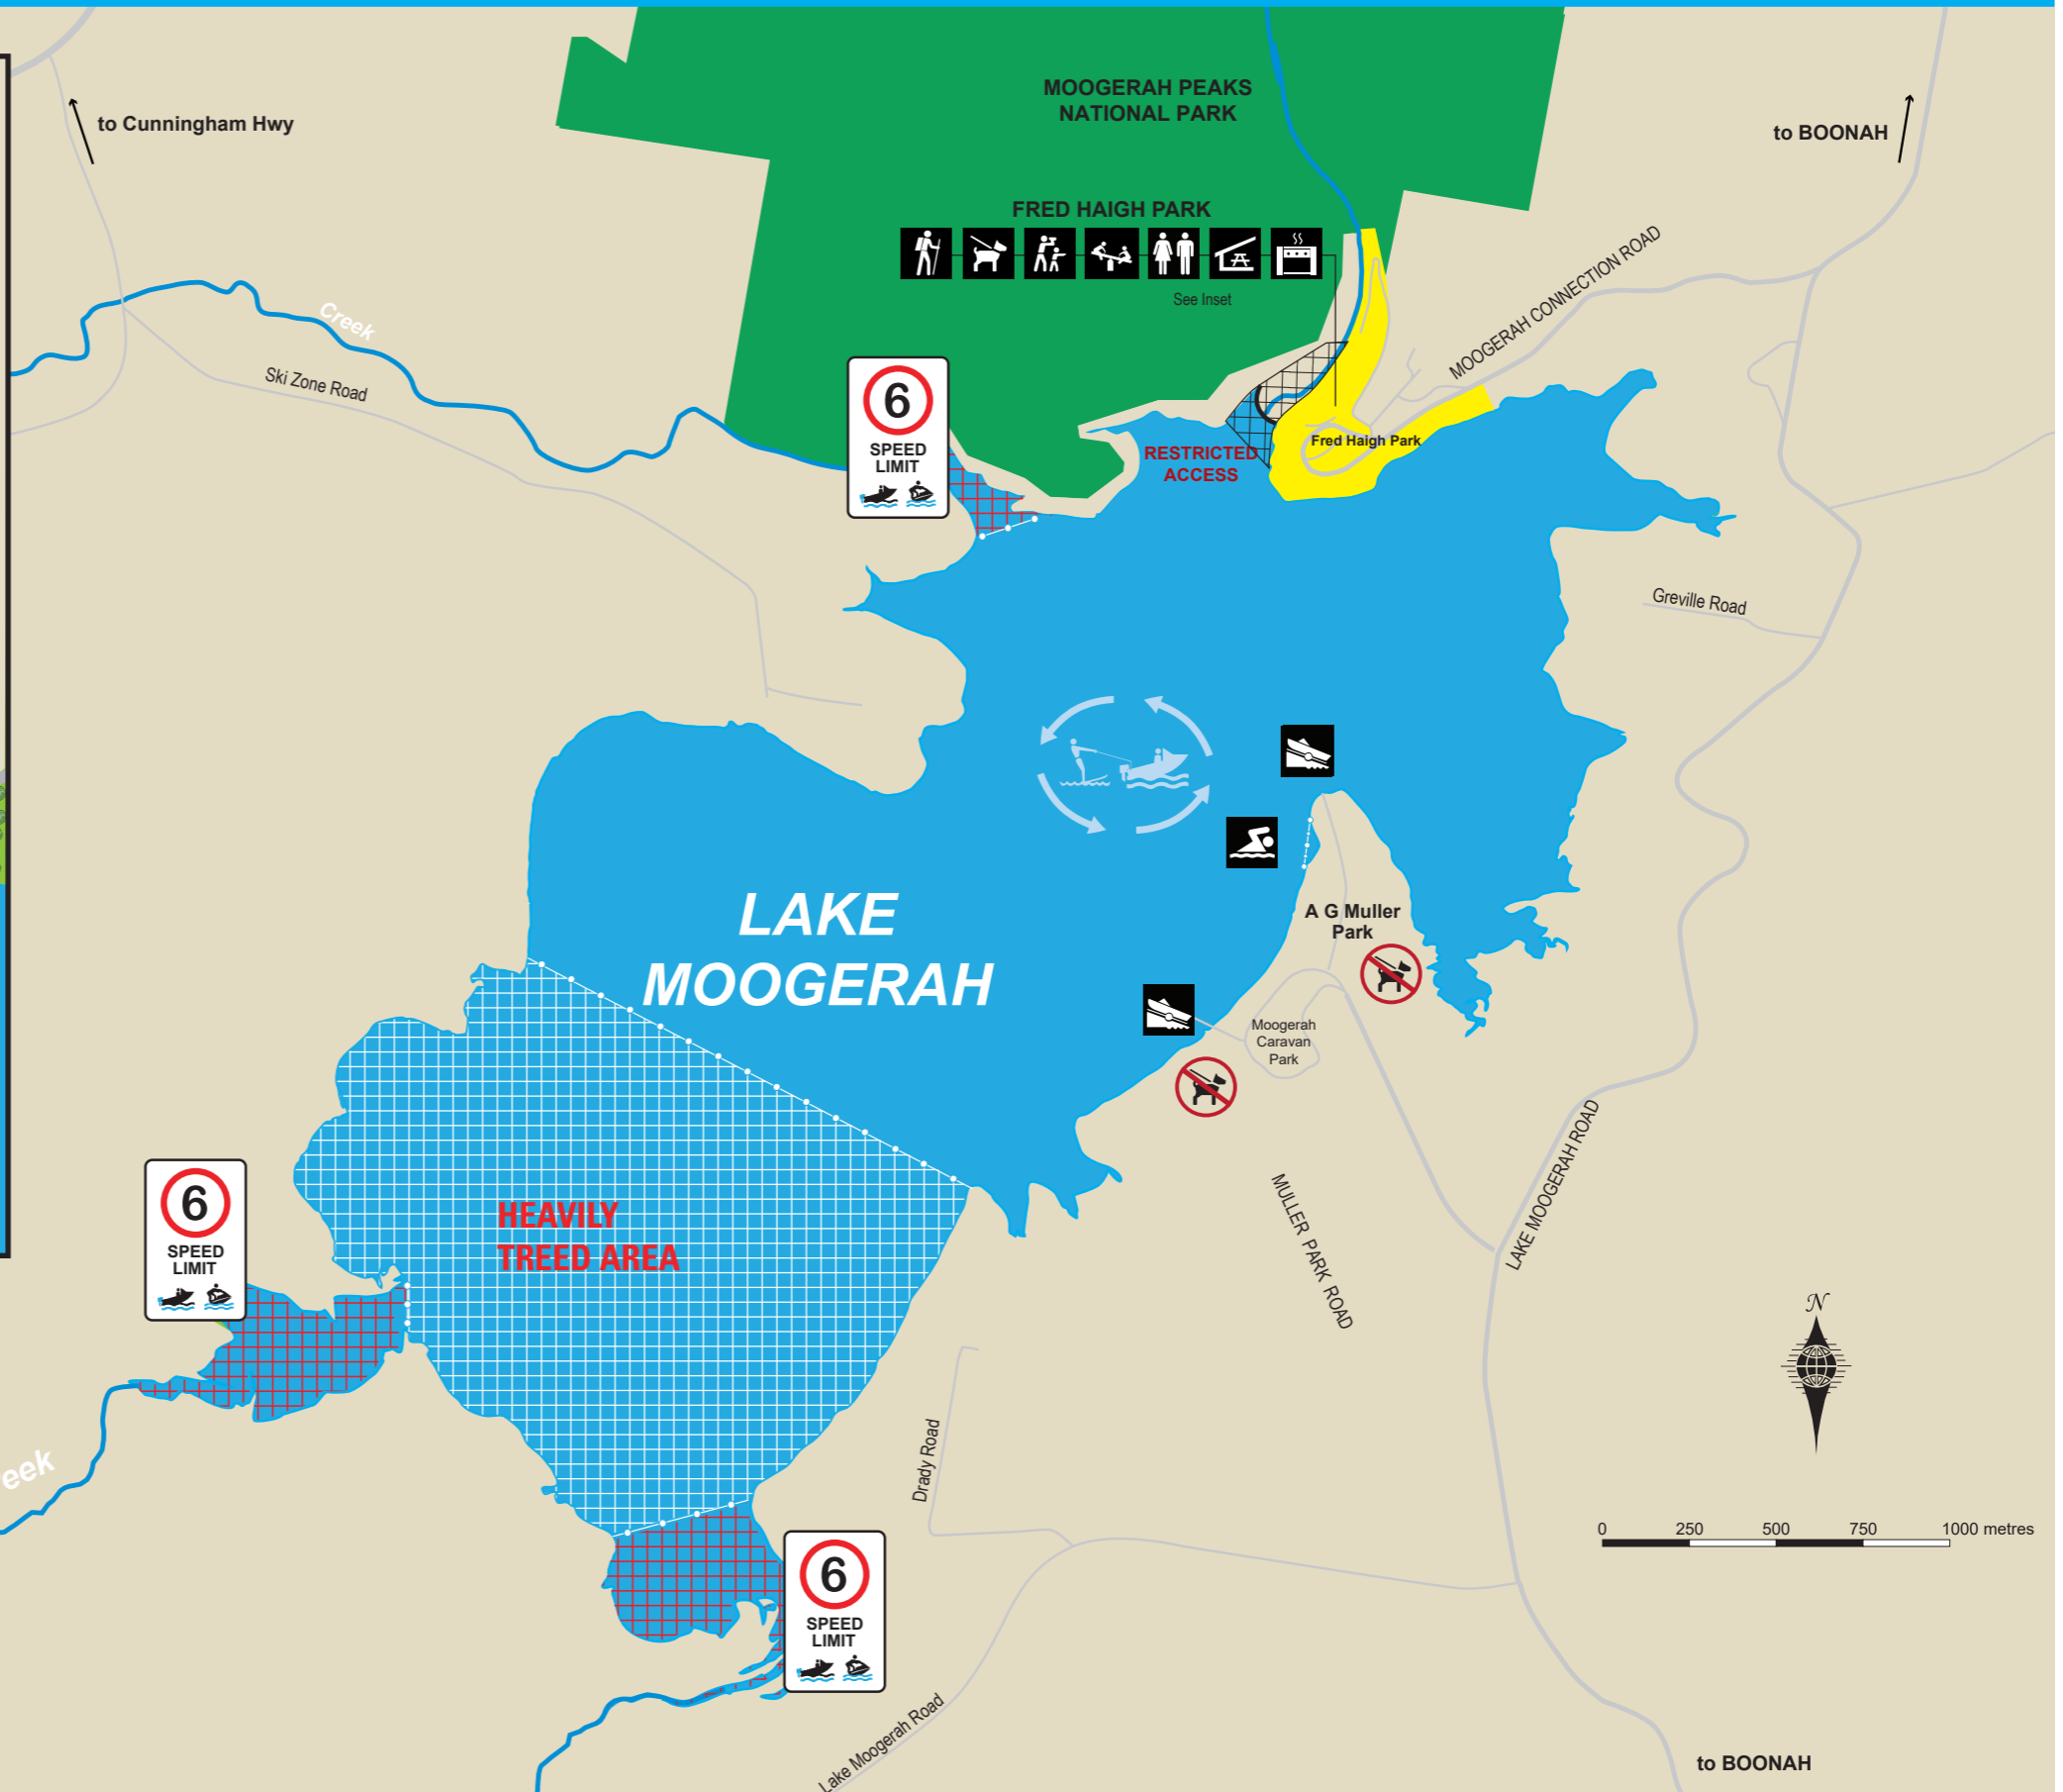 MOOGERAH PEAKS
NATIONAL PARK
to Cunningham Hwy
to BOONAH
FRED HAIGH PARK
See Inset
MOOGERAH CONNECTION ROAD
Creek
Ski Zone Road
6
SPEED
LIMIT
RESTRICTED
ACCESS
Fred Haigh Park
Greville Road
LAKE
MOOGERAH
A G Muller
Park
Moogerah
Caravan
Park
HEAVILY
TREED AREA
6
SPEED
LIMIT
MULLER PARK ROAD
LAKE MOOGERAH ROAD
N
eek
Drady Road
0 250 500 750 1000 metres
6
SPEED
LIMIT
Lake Moogerah Road
to BOONAH